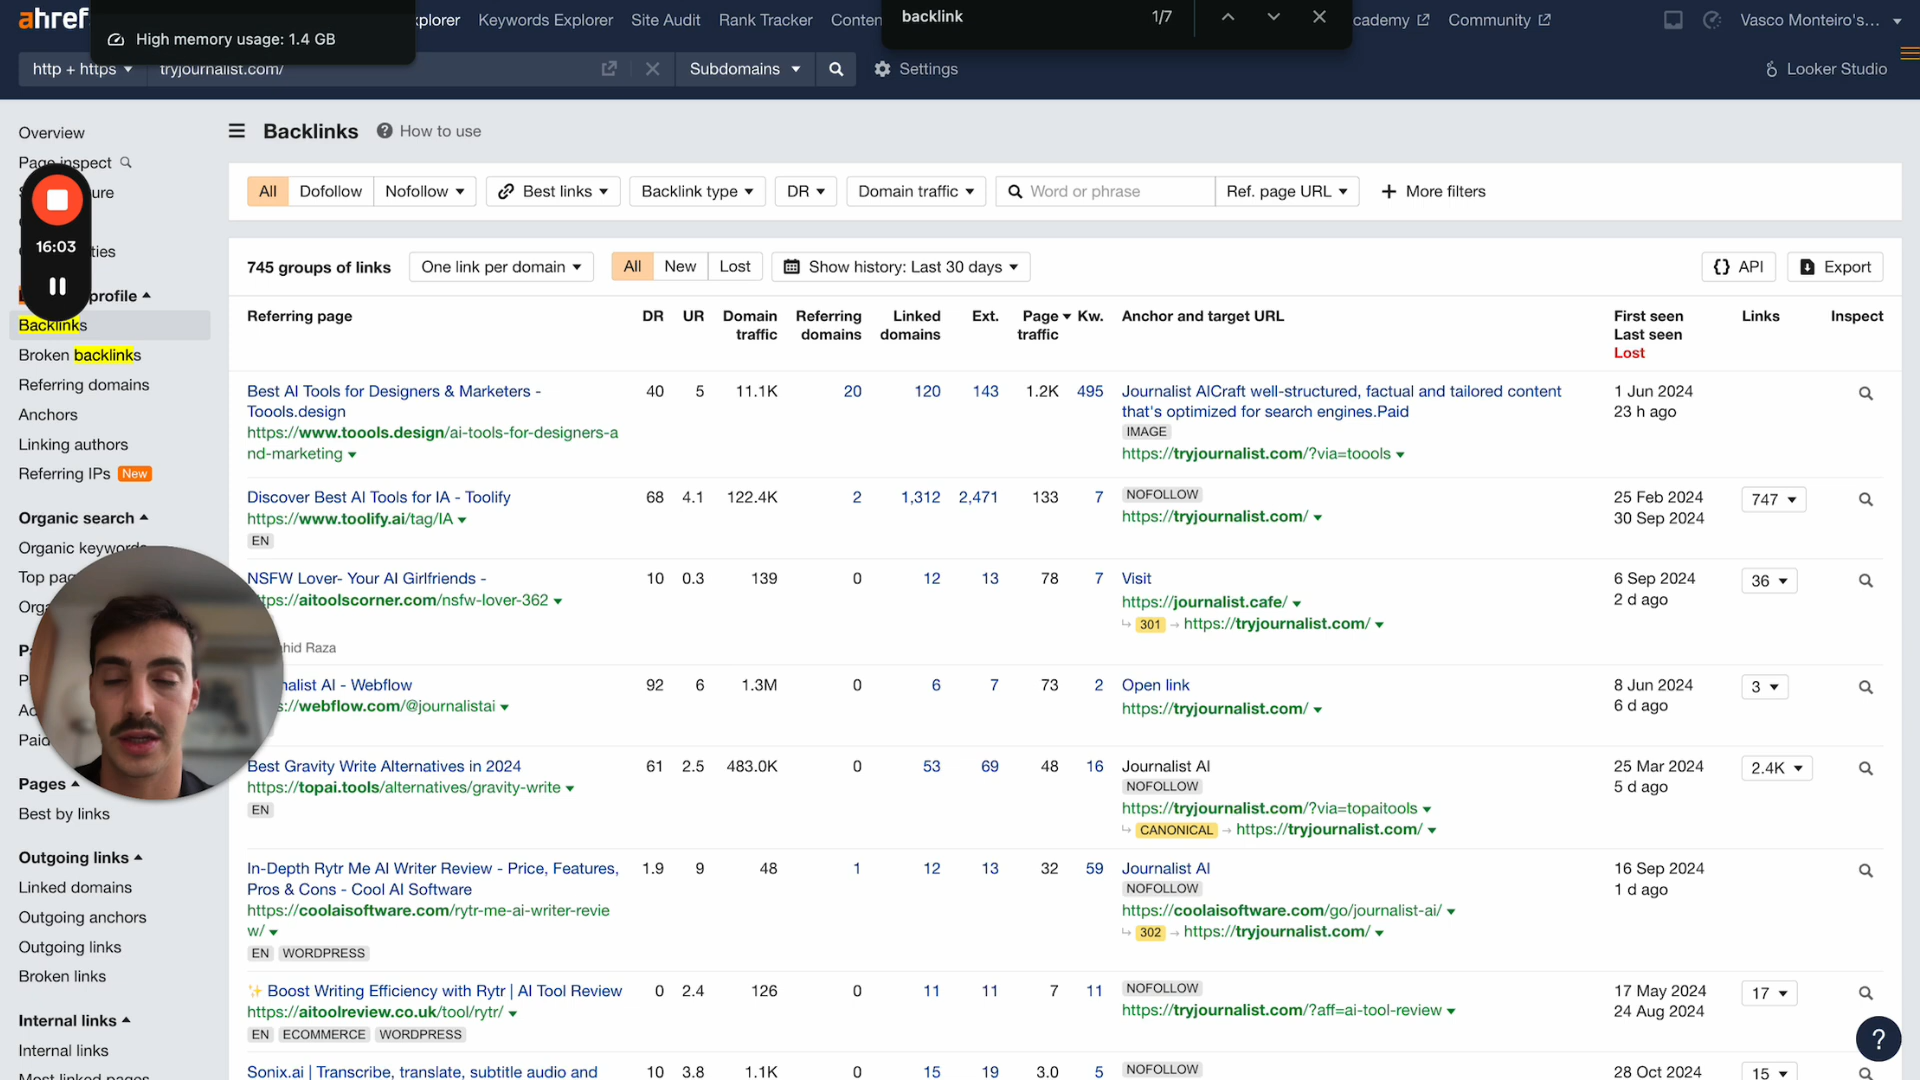 ahref
High memory usage: 1.4 GB
xplorer
Keywords Explorer
Site Audit
Rank Tracker
Conten
backlink
1/7
cademy
Community
Vasco Monteiro's...
http + https
tryjournalist.com/
Subdomains
Settings
Looker Studio
Overview
Page inspect
ure
ties
profile
Backlinks
Broken backlinks
Referring domains
Anchors
Linking authors
Referring IPs New
Organic search
Organic keywords
Top pag
Orga
Paid
Pages
Best by links
Outgoing links
Linked domains
Outgoing anchors
Outgoing links
Broken links
Internal links
Internal links
Most linked pages
16:03
Backlinks
How to use
All
Dofollow
Nofollow
Best links
Backlink type
DR
Domain traffic
Word or phrase
Ref. page URL
More filters
745 groups of links
One link per domain
All
New
Lost
Show history: Last 30 days
API
Export
Referring page
DR
UR
Domain traffic
Referring domains
Linked domains
Ext.
Page traffic
Kw.
Anchor and target URL
First seen
Last seen
Lost
Links
Inspect
Best AI Tools for Designers & Marketers -
Toools.design
https://www.toools.design/ai-tools-for-designers-a
nd-marketing
40 5 11.1K 20 120 143 1.2K 495
Journalist AICraft well-structured, factual and tailored content
that's optimized for search engines.Paid
IMAGE
https://tryjournalist.com/?via=toools
1 Jun 2024
23 h ago
Discover Best AI Tools for IA - Toolify
https://www.toolify.ai/tag/IA
EN
68 4.1 122.4K 2 1,312 2,471 133 7
NOFOLLOW
https://tryjournalist.com/
25 Feb 2024
30 Sep 2024
747
NSFW Lover- Your AI Girlfriends -
tps://aitoolscorner.com/nsfw-lover-362
hid Raza
10 0.3 139 0 12 13 78 7
Visit
https://journalist.cafe/
301 → https://tryjournalist.com/
6 Sep 2024
2 d ago
36
nalist AI - Webflow
s://webflow.com/@journalistai
92 6 1.3M 0 6 7 73 2
Open link
https://tryjournalist.com/
8 Jun 2024
6 d ago
3
Best Gravity Write Alternatives in 2024
https://topai.tools/alternatives/gravity-write
EN
61 2.5 483.0K 0 53 69 48 16
Journalist AI
NOFOLLOW
https://tryjournalist.com/?via=topaitools
CANONICAL → https://tryjournalist.com/
25 Mar 2024
5 d ago
2.4K
In-Depth Rytr Me AI Writer Review - Price, Features,
Pros & Cons - Cool AI Software
https://coolaisoftware.com/rytr-me-ai-writer-revie
w/
EN WORDPRESS
1.9 9 48 1 12 13 32 59
Journalist AI
NOFOLLOW
https://coolaisoftware.com/go/journalist-ai/
302 → https://tryjournalist.com/
16 Sep 2024
1 d ago
✨ Boost Writing Efficiency with Rytr | AI Tool Review
https://aitoolreview.co.uk/tool/rytr/
EN ECOMMERCE WORDPRESS
0 2.4 126 0 11 11 7 11
NOFOLLOW
https://tryjournalist.com/?aff=ai-tool-review
17 May 2024
24 Aug 2024
17
Sonix.ai | Transcribe, translate, subtitle audio and
10 3.8 1.1K 0 15 19 3.0 5
NOFOLLOW
28 Oct 2024
15
?